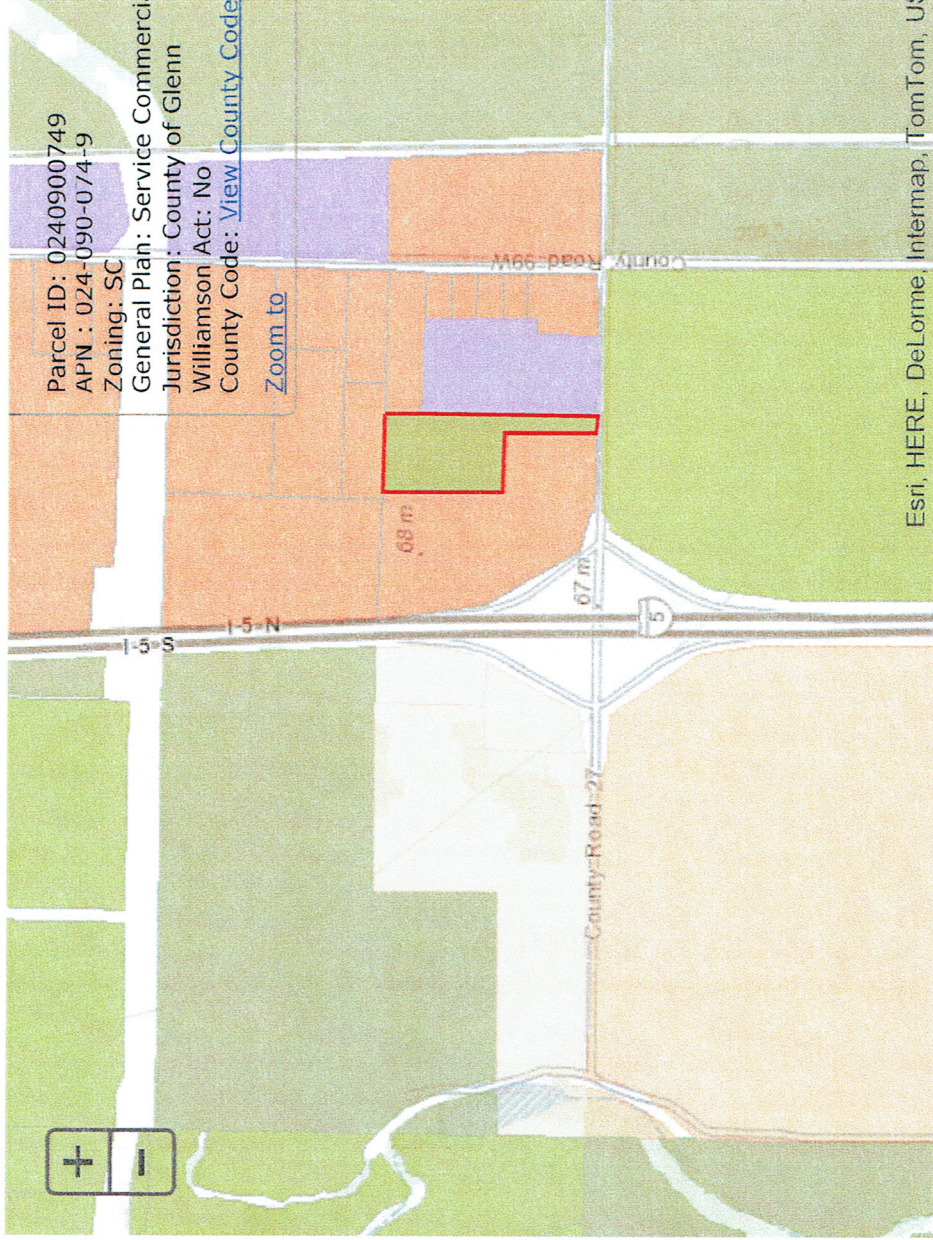 Parcel ID: 0240900749
APN : 024-090-074-9
Zoning: SC
General Plan: Service Commercia
Jurisdiction: County of Glenn
Williamson Act: No
County Code: View County Code
Zoom to
+
−
I-5-S
I-5-N
68 m
67 m
5
County Road 99W
County Road 27
Esri, HERE, DeLorme, Intermap, TomTom, US